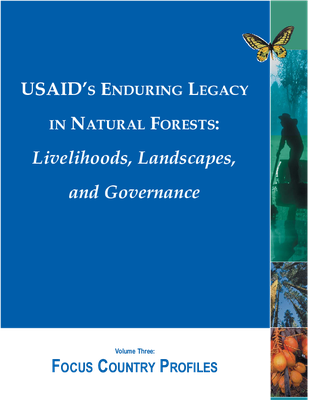 USAID's Enduring Legacy
in Natural Forests:
Livelihoods, Landscapes,
and Governance
Volume Three:
Focus Country Profiles